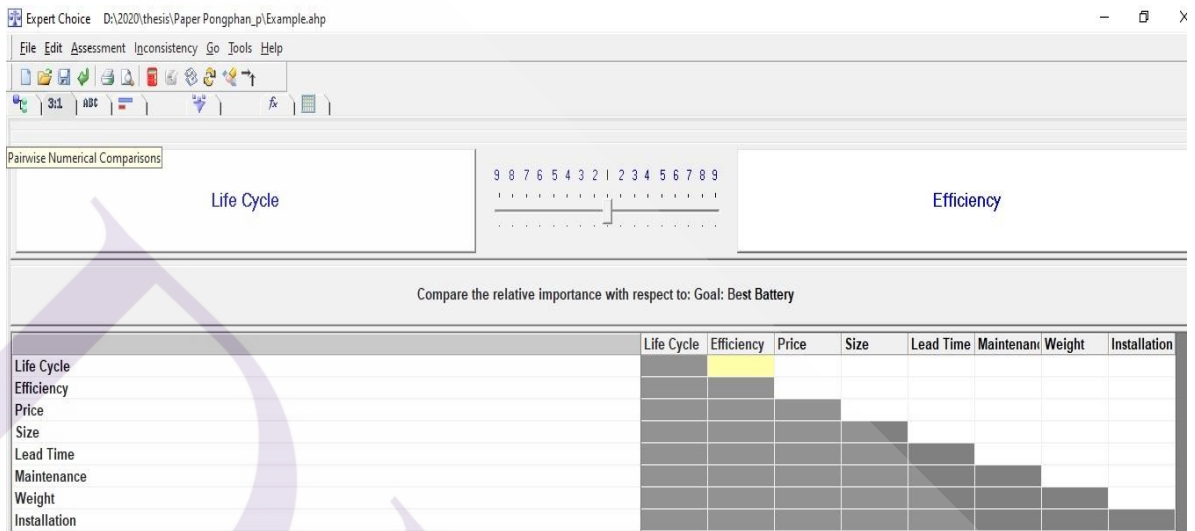 Expert Choice D:\2020\thesis\Paper Pongphan_p\Example.ahp
File Edit Assessment Inconsistency Go Tools Help
3:1 ABC fx
Pairwise Numerical Comparisons
Life Cycle
9 8 7 6 5 4 3 2 1 2 3 4 5 6 7 8 9
Efficiency
Compare the relative importance with respect to: Goal: Best Battery
Life Cycle Efficiency Price Size Lead Time Maintenan Weight Installation
Life Cycle
Efficiency
Price
Size
Lead Time
Maintenance
Weight
Installation